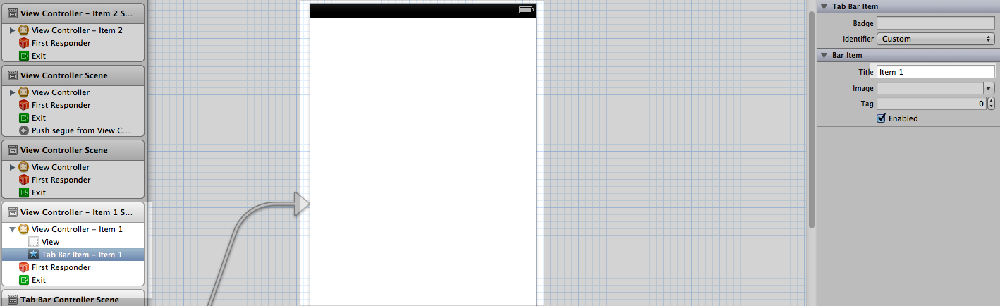 View Controller – Item 2 S...
View Controller – Item 2
First Responder
Exit
View Controller Scene
View Controller
First Responder
Exit
Push segue from View C...
View Controller Scene
View Controller
First Responder
Exit
View Controller – Item 1 S...
View Controller – Item 1
View
Tab Bar Item – Item 1
First Responder
Exit
Tab Bar Controller Scene
Tab Bar Item
Badge
Identifier Custom
Bar Item
Title Item 1
Image
Tag 0
Enabled